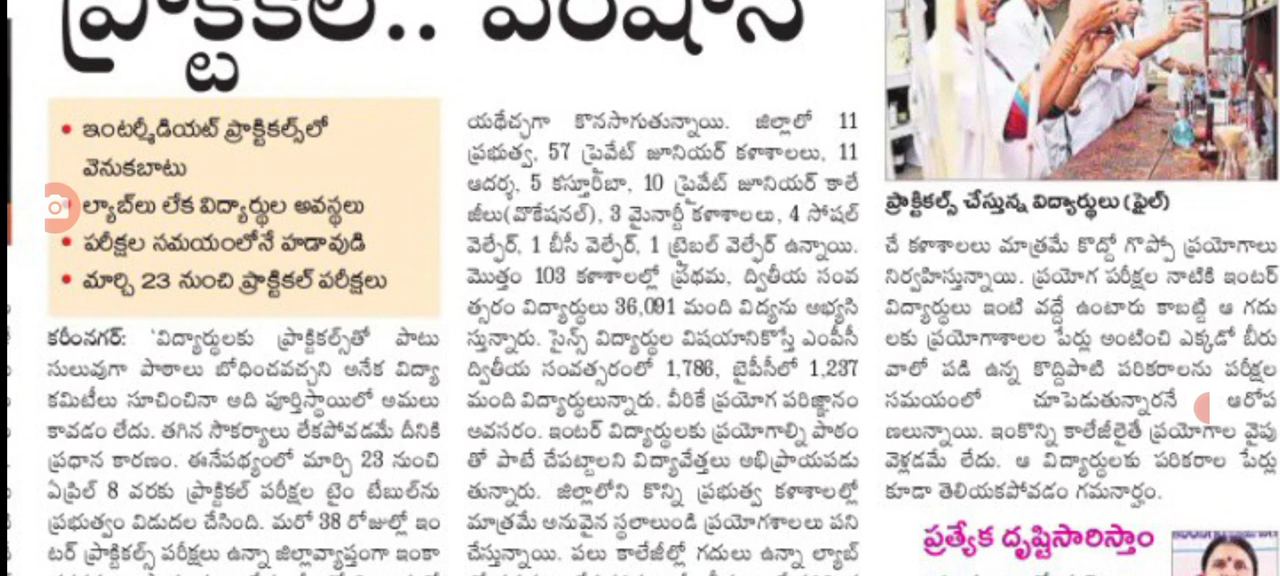 ప్రాక్టికల్.. పరేషాన్
• ఇంటర్మీడియట్ ప్రాక్టికల్స్‌లో
వెనుకబాటు
• ల్యాబ్‌లు లేక విద్యార్థుల అవస్థలు
• పరీక్షల సమయంలోనే హడావుడి
• మార్చి 23 నుంచి ప్రాక్టికల్ పరీక్షలు
కరీంనగర్: 'విద్యార్థులకు ప్రాక్టికల్స్‌తో పాటు
సులువుగా పాఠాలు బోధించవచ్చని అనేక విద్యా
కమిటీలు సూచించినా అది పూర్తిస్థాయిలో అమలు
కావడం లేదు. తగిన సౌకర్యాలు లేకపోవడమే దీనికి
ప్రధాన కారణం. ఈనేపథ్యంలో మార్చి 23 నుంచి
ఏప్రిల్ 8 వరకు ప్రాక్టికల్ పరీక్షల టైం టేబుల్‌ను
ప్రభుత్వం విడుదల చేసింది. మరో 38 రోజుల్లో ఇం
టర్ ప్రాక్టికల్స్ పరీక్షలు ఉన్నా జిల్లావ్యాప్తంగా ఇంకా
యథేచ్ఛగా కొనసాగుతున్నాయి. జిల్లాలో 11
ప్రభుత్వ, 57 ప్రైవేట్ జూనియర్ కళాశాలలు, 11
ఆదర్శ, 5 కస్తూరిబా, 10 ప్రైవేట్ జూనియర్ కాలే
జీలు(వొకేషనల్), 3 మైనార్టీ కళాశాలలు, 4 సోషల్
వెల్ఫేర్, 1 బీసీ వెల్ఫేర్, 1 ట్రైబల్ వెల్ఫేర్ ఉన్నాయి.
మొత్తం 103 కళాశాలల్లో ప్రథమ, ద్వితీయ సంవ
త్సరం విద్యార్థులు 36,091 మంది విద్యను అభ్యసి
స్తున్నారు. సైన్స్ విద్యార్థుల విషయానికొస్తే ఎంపీసీ
ద్వితీయ సంవత్సరంలో 1,786, బైపీసీలో 1,237
మంది విద్యార్థులున్నారు. వీరికే ప్రయోగ పరిజ్ఞానం
అవసరం. ఇంటర్ విద్యార్థులకు ప్రయోగాల్ని పాఠం
తో పాటే చేపట్టాలని విద్యావేత్తలు అభిప్రాయపడు
తున్నారు. జిల్లాలోని కొన్ని ప్రభుత్వ కళాశాలల్లో
మాత్రమే అనువైన స్థలాలుండి ప్రయోగశాలలు పని
చేస్తున్నాయి. పలు కాలేజీల్లో గదులు ఉన్నా ల్యాబ్
ప్రాక్టికల్స్ చేస్తున్న విద్యార్థులు (ఫైల్)
చే కళాశాలలు మాత్రమే కొద్దో గొప్పో ప్రయోగాలు
నిర్వహిస్తున్నాయి. ప్రయోగ పరీక్షల నాటికి ఇంటర్
విద్యార్థులు ఇంటి వద్దే ఉంటారు కాబట్టి ఆ గదు
లకు ప్రయోగాశాలల పేర్లు అంటించి ఎక్కడో బీరు
వాలో పడి ఉన్న కొద్దిపాటి పరికరాలను పరీక్షల
సమయంలో చూపెడుతున్నారనే ఆరోప
ణలున్నాయి. ఇంకొన్ని కాలేజీలైతే ప్రయోగాల వైపు
వెళ్లడమే లేదు. ఆ విద్యార్థులకు పరికరాల పేర్లు
కూడా తెలియకపోవడం గమనార్హం.
ప్రత్యేక దృష్టిసారిస్తాం